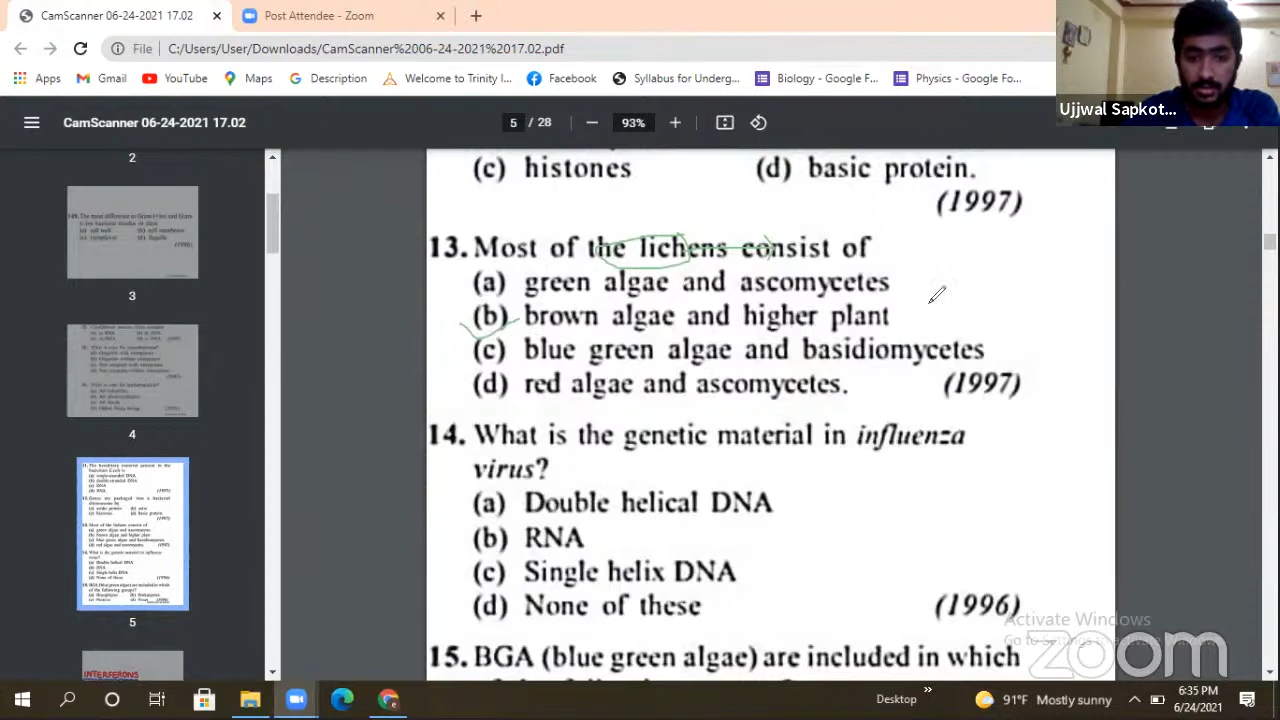 CamScanner 06-24-2021 17.02
Post Attendee - Zoom
File
C:/Users/User/Downloads/CamScanner%2006-24-2021%2017.02.pdf
Apps
Gmail
YouTube
Maps
Description
Welcome to Trinity I...
Facebook
Syllabus for Underg...
Biology - Google F...
Physics - Google Fo...
Ujjwal Sapkot...
CamScanner 06-24-2021 17.02
5 / 28
93%
2
3
4
5
INTERFERONS
(c) histones (d) basic protein.
(1997)
13. Most of the lichens consist of
(a) green algae and ascomycetes
(b) brown algae and higher plant
(c) blue green algae and basidiomycetes
(d) red algae and ascomycetes. (1997)
14. What is the genetic material in influenza
virus?
(a) Double helical DNA
(b) RNA
(c) Single helix DNA
(d) None of these (1996)
15. BGA (blue green algae) are included in which
Activate Windows
zoom
Desktop
91°F Mostly sunny
6:35 PM
6/24/2021